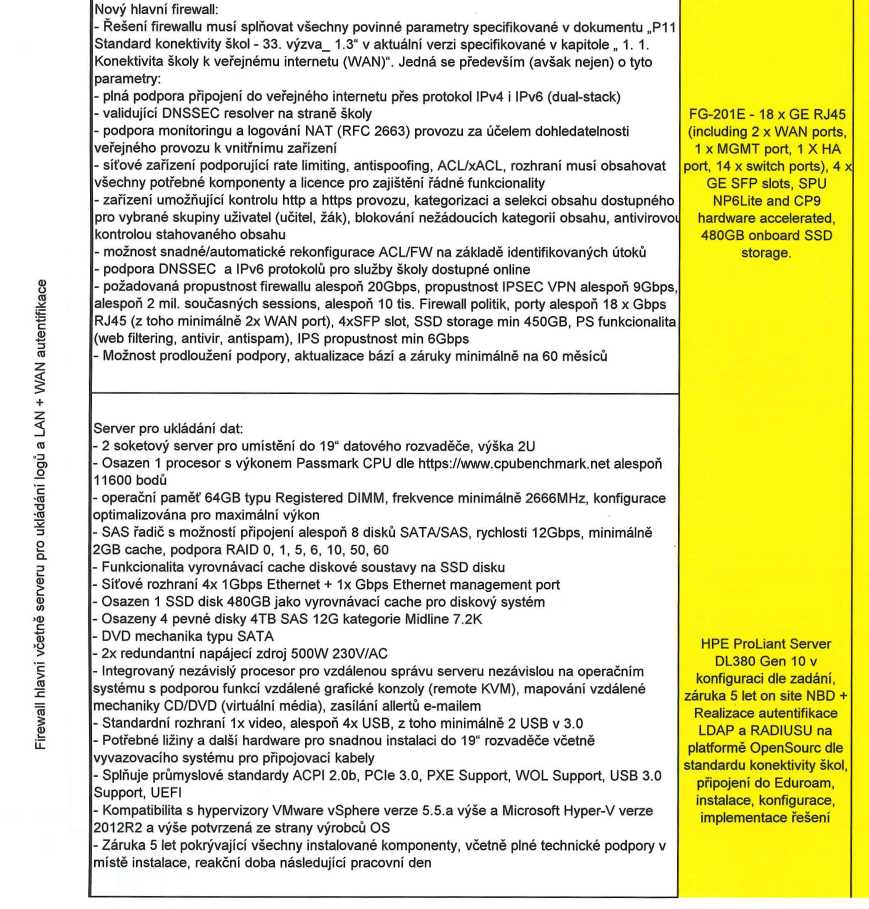 Firewall hlavní včetně serveru pro ukládání logů a LAN + WAN autentifikace
Nový hlavní firewall:
- Řešení firewallu musí splňovat všechny povinné parametry specifikované v dokumentu „P11
Standard konektivity škol - 33. výzva_ 1.3“ v aktuální verzi specifikované v kapitole „ 1. 1.
Konektivita školy k veřejnému internetu (WAN)“. Jedná se především (avšak nejen) o tyto
parametry:
- plná podpora připojení do veřejného internetu přes protokol IPv4 i IPv6 (dual-stack)
- validující DNSSEC resolver na straně školy
- podpora monitoringu a logování NAT (RFC 2663) provozu za účelem dohledatelnosti
veřejného provozu k vnitřnímu zařízení
- síťové zařízení podporující rate limiting, antispoofing, ACL/xACL, rozhraní musí obsahovat
všechny potřebné komponenty a licence pro zajištění řádné funkcionality
- zařízení umožňující kontrolu http a https provozu, kategorizaci a selekci obsahu dostupného
pro vybrané skupiny uživatel (učitel, žák), blokování nežádoucích kategorií obsahu, antivirovou
kontrolou stahovaného obsahu
- možnost snadné/automatické rekonfigurace ACL/FW na základě identifikovaných útoků
- podpora DNSSEC a IPv6 protokolů pro služby školy dostupné online
- požadovaná propustnost firewallu alespoň 20Gbps, propustnost IPSEC VPN alespoň 9Gbps,
alespoň 2 mil. současných sessions, alespoň 10 tis. Firewall politik, porty alespoň 18 x Gbps
RJ45 (z toho minimálně 2x WAN port), 4xSFP slot, SSD storage min 450GB, PS funkcionalita
(web filtering, antivir, antispam), IPS propustnost min 6Gbps
- Možnost prodloužení podpory, aktualizace bází a záruky minimálně na 60 měsíců
FG-201E - 18 x GE RJ45
(including 2 x WAN ports,
1 x MGMT port, 1 X HA
port, 14 x switch ports), 4 x
GE SFP slots, SPU
NP6Lite and CP9
hardware accelerated,
480GB onboard SSD
storage.
Server pro ukládání dat:
- 2 soketový server pro umístění do 19“ datového rozvaděče, výška 2U
- Osazen 1 procesor s výkonem Passmark CPU dle https://www.cpubenchmark.net alespoň
11600 bodů
- operační paměť 64GB typu Registered DIMM, frekvence minimálně 2666MHz, konfigurace
optimalizována pro maximální výkon
- SAS řadič s možností připojení alespoň 8 disků SATA/SAS, rychlosti 12Gbps, minimálně
2GB cache, podpora RAID 0, 1, 5, 6, 10, 50, 60
- Funkcionalita vyrovnávací cache diskové soustavy na SSD disku
- Síťové rozhraní 4x 1Gbps Ethernet + 1x Gbps Ethernet management port
- Osazen 1 SSD disk 480GB jako vyrovnávací cache pro diskový systém
- Osazeny 4 pevné disky 4TB SAS 12G kategorie Midline 7.2K
- DVD mechanika typu SATA
- 2x redundantní napájecí zdroj 500W 230V/AC
- Integrovaný nezávislý procesor pro vzdálenou správu serveru nezávislou na operačním
systému s podporou funkcí vzdálené grafické konzoly (remote KVM), mapování vzdálené
mechaniky CD/DVD (virtuální média), zasílání allertů e-mailem
- Standardní rozhraní 1x video, alespoň 4x USB, z toho minimálně 2 USB v 3.0
- Potřebné ližiny a další hardware pro snadnou instalaci do 19“ rozvaděče včetně
vyvazovacího systému pro připojovací kabely
- Splňuje průmyslové standardy ACPI 2.0b, PCIe 3.0, PXE Support, WOL Support, USB 3.0
Support, UEFI
- Kompatibilita s hypervizory VMware vSphere verze 5.5.a výše a Microsoft Hyper-V verze
2012R2 a výše potvrzená ze strany výrobců OS
- Záruka 5 let pokrývající všechny instalované komponenty, včetně plné technické podpory v
místě instalace, reakční doba následující pracovní den
HPE ProLiant Server
DL380 Gen 10 v
konfiguraci dle zadání,
záruka 5 let on site NBD +
Realizace autentifikace
LDAP a RADIUSU na
platformě OpenSourc dle
standardu konektivity škol,
připojení do Eduroam,
instalace, konfigurace,
implementace řešení